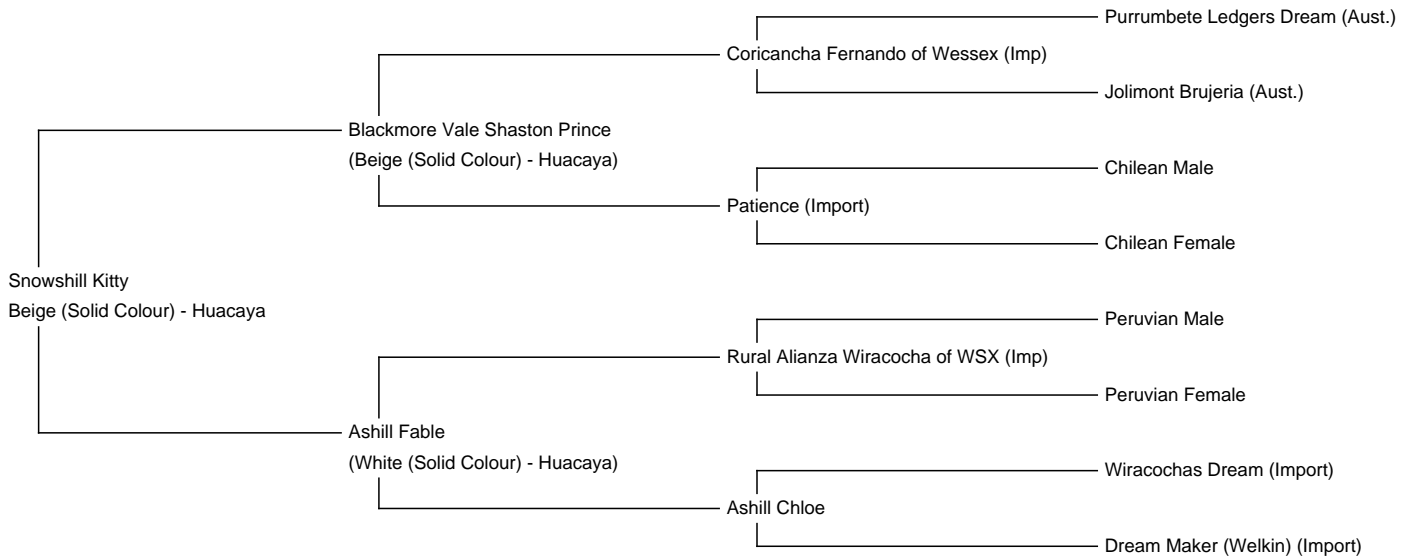 Purrumbete Ledgers Dream (Aust.)
Coricancha Fernando of Wessex (Imp)
Jolimont Brujeria (Aust.)
Blackmore Vale Shaston Prince
(Beige (Solid Colour) - Huacaya)
Chilean Male
Patience (Import)
Chilean Female
Snowshill Kitty
Beige (Solid Colour) - Huacaya
Peruvian Male
Rural Alianza Wiracocha of WSX (Imp)
Peruvian Female
Ashill Fable
(White (Solid Colour) - Huacaya)
Wiracochas Dream (Import)
Ashill Chloe
Dream Maker (Welkin) (Import)